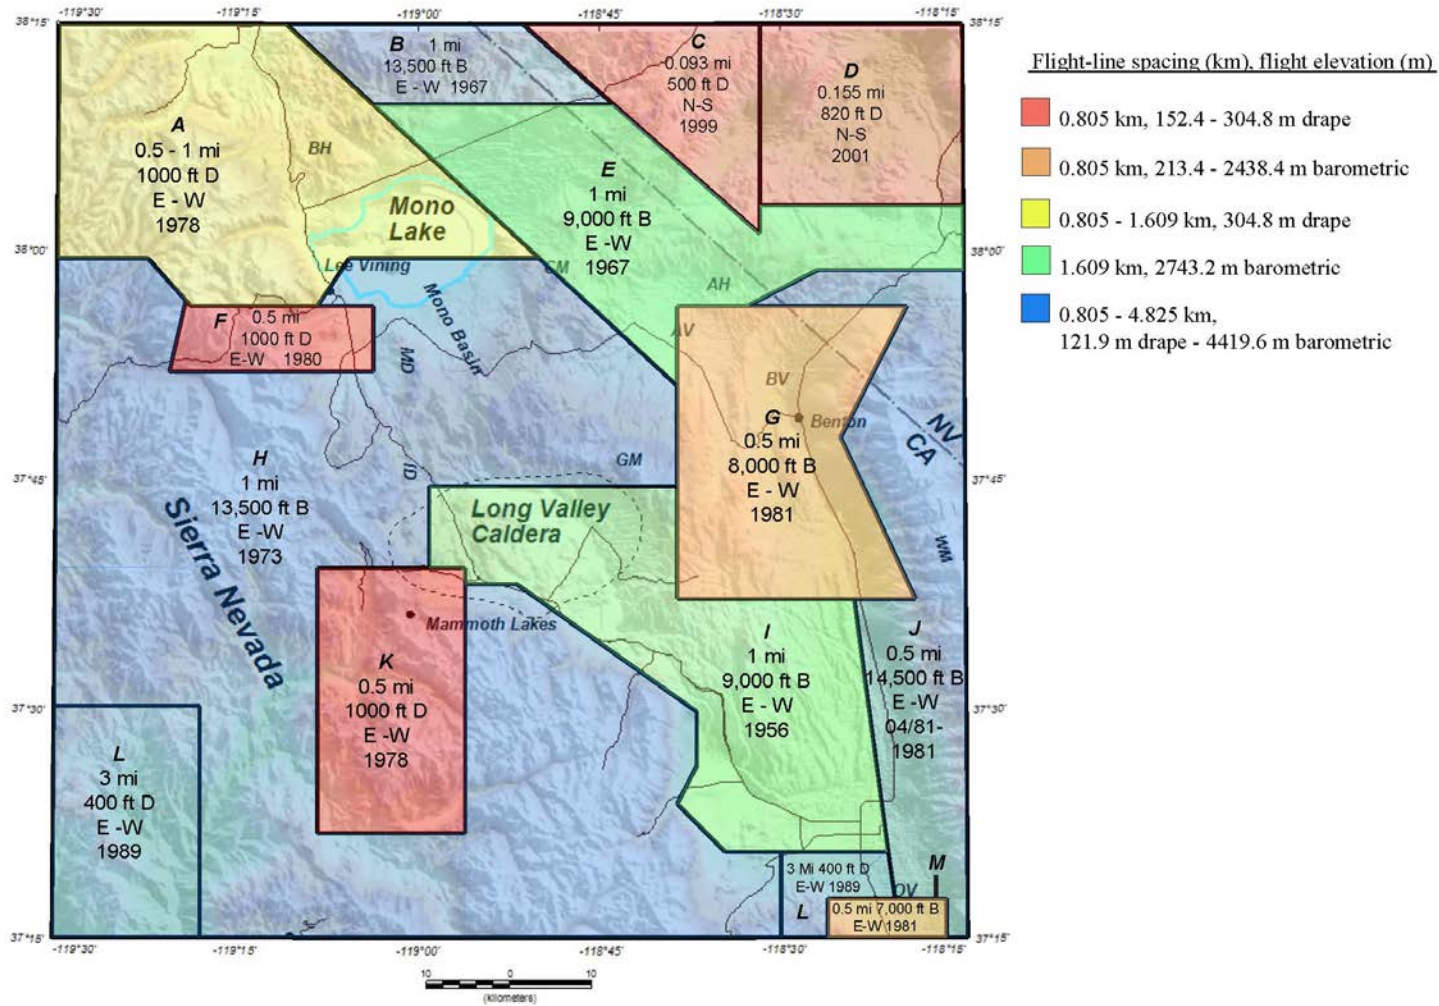 -119°30' -119°15' -119°00' -118°45' -118°30' -118°15'
38°15' 38°15'
Flight-line spacing (km), flight elevation (m)
0.805 km, 152.4 - 304.8 m drape
0.805 km, 213.4 - 2438.4 m barometric
0.805 - 1.609 km, 304.8 m drape
1.609 km, 2743.2 m barometric
0.805 - 4.825 km,
121.9 m drape - 4419.6 m barometric
A
0.5 - 1 mi
1000 ft D
E - W
1978
B 1 mi
13,500 ft B
E - W 1967
C
0.093 mi
500 ft D
N-S
1999
D
0.155 mi
820 ft D
N-S
2001
BH
Mono
Lake
E
1 mi
9,000 ft B
E -W
1967
38°00' 38°00'
Lee Vining
CM
AH
Mono Basin
F 0.5 mi
1000 ft D
E-W 1980
MD
AV
BV
Benton
G
0.5 mi
8,000 ft B
E - W
1981
NV
CA
H
1 mi
13,500 ft B
E -W
1973
JD
GM
37°45' 37°45'
Long Valley
Caldera
Sierra Nevada
WM
Mammoth Lakes
K
0.5 mi
1000 ft D
E -W
1978
I
1 mi
9,000 ft B
E - W
1956
J
0.5 mi
14,500 ft B
E -W
04/81-
1981
37°30' 37°30'
L
3 mi
400 ft D
E -W
1989
3 Mi 400 ft D
E-W 1989
L
OV
M
0.5 mi 7,000 ft B
E-W 1981
37°15' 37°15'
-119°30' -119°15' -119°00' -118°45' -118°30' -118°15'
10 0 10
(kilometers)